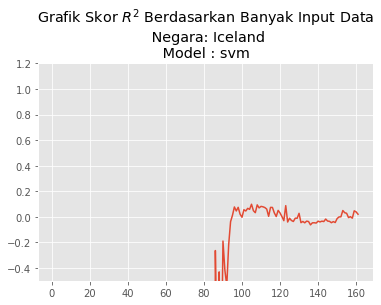 Grafik Skor R² Berdasarkan Banyak Input Data
Negara: Iceland
Model : svm
1.2
1.0
0.8
0.6
0.4
0.2
0.0
−0.2
−0.4
0 20 40 60 80 100 120 140 160